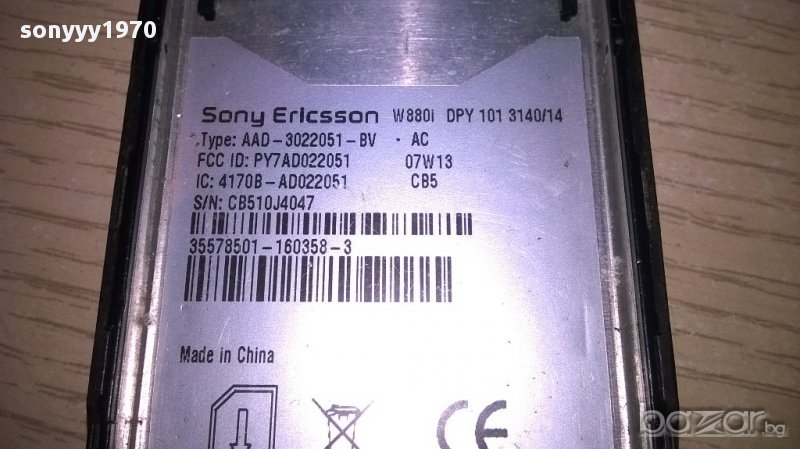 sonyyy1970
Sony Ericsson W880i DPY 101 3140/14
Type: AAD-3022051-BV · AC
FCC ID: PY7AD022051 07W13
IC: 4170B-AD022051 CB5
S/N: CB510J4047
35578501-160358-3
Made in China
CE
bazar.bg